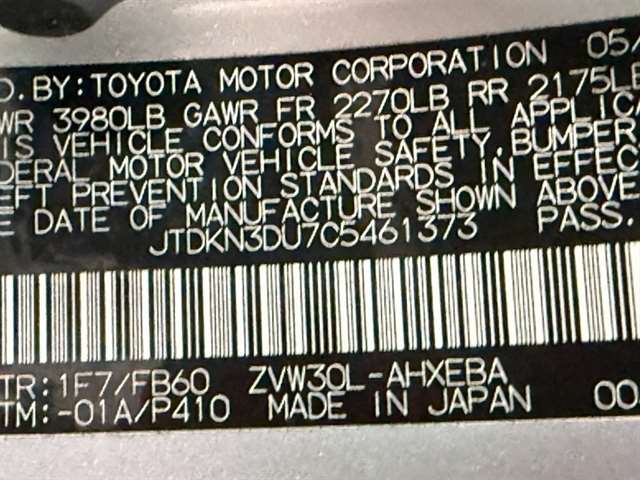 D.BY:TOYOTA MOTOR CORPORATION 05
WR 3980LB GAWR FR 2270LB RR 2175LB
IS VEHICLE CONFORMS TO ALL APPLICA
DERAL MOTOR VEHICLE SAFETY,BUMPER,
EFT PREVENTION STANDARDS IN EFFECT
E DATE OF MANUFACTURE SHOWN ABOVE.
JTDKN3DU7C5461373 PASS.
TR:1F7/FB60 ZVW30L-AHXEBA
TM:-01A/P410 MADE IN JAPAN 00